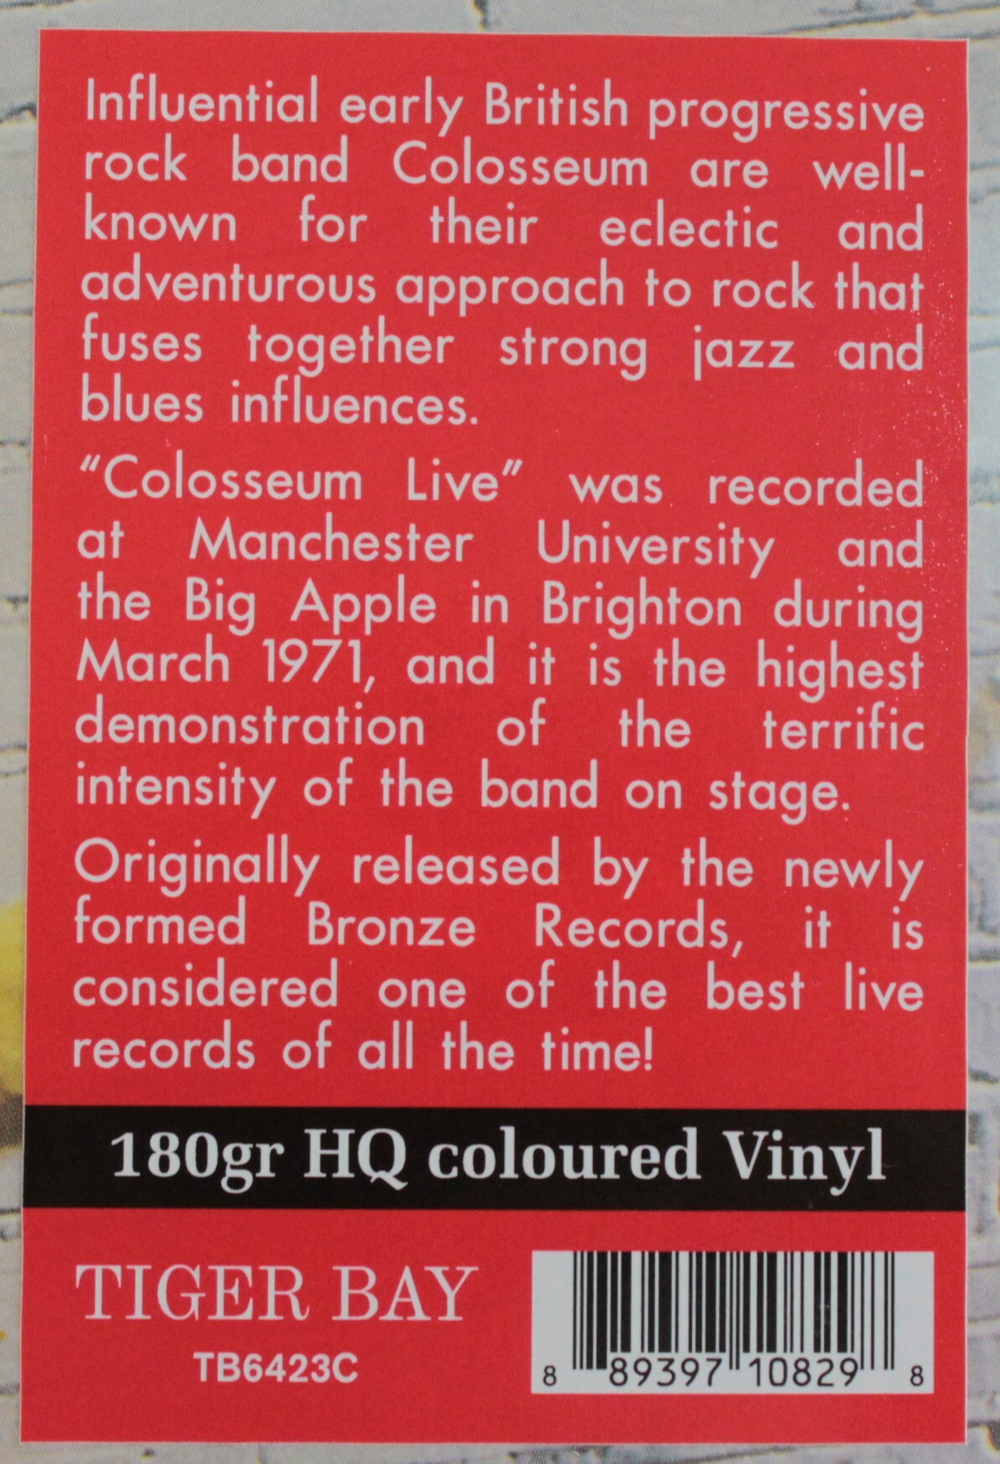 Influential early British progressive
rock band Colosseum are well-
known for their eclectic and
adventurous approach to rock that
fuses together strong jazz and
blues influences.
“Colosseum Live” was recorded
at Manchester University and
the Big Apple in Brighton during
March 1971, and it is the highest
demonstration of the terrific
intensity of the band on stage.
Originally released by the newly
formed Bronze Records, it is
considered one of the best live
records of all the time!
180gr HQ coloured Vinyl
TIGER BAY
TB6423C
8 89397 10829 8